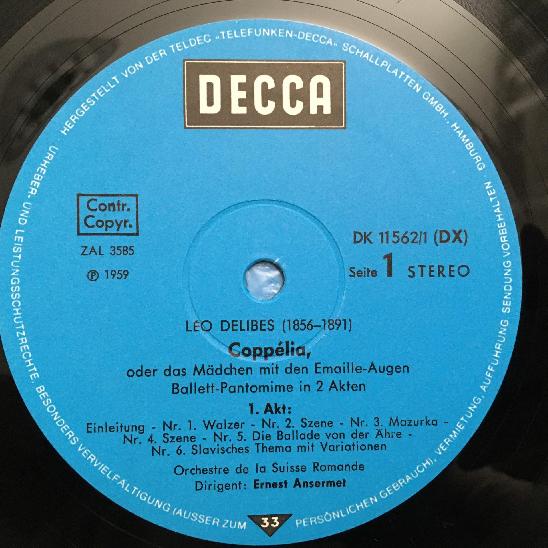 HERGESTELLT VON DER TELDEC »TELEFUNKEN-DECCA« SCHALLPLATTEN GMBH., HAMBURG
URHEBER- UND LEISTUNGSSCHUTZRECHTE, BESONDERS VERVIELFÄLTIGUNG (AUSSER ZUM PERSÖNLICHEN GEBRAUCH), VERMIETUNG, AUFFÜHRUNG, SENDUNG VORBEHALTEN
DECCA
Contr.
Copyr.
ZAL 3585
Ⓟ 1959
DK 11562/1 (DX)
Seite 1 STEREO
LÉO DELIBES (1856–1891)
Coppélia,
oder das Mädchen mit den Emaille-Augen
Ballett-Pantomime in 2 Akten
1. Akt:
Einleitung - Nr. 1. Walzer - Nr. 2. Szene - Nr. 3. Mazurka -
Nr. 4. Szene - Nr. 5. Die Ballade von der Ähre -
Nr. 6. Slavisches Thema mit Variationen
Orchestre de la Suisse Romande
Dirigent: Ernest Ansermet
33